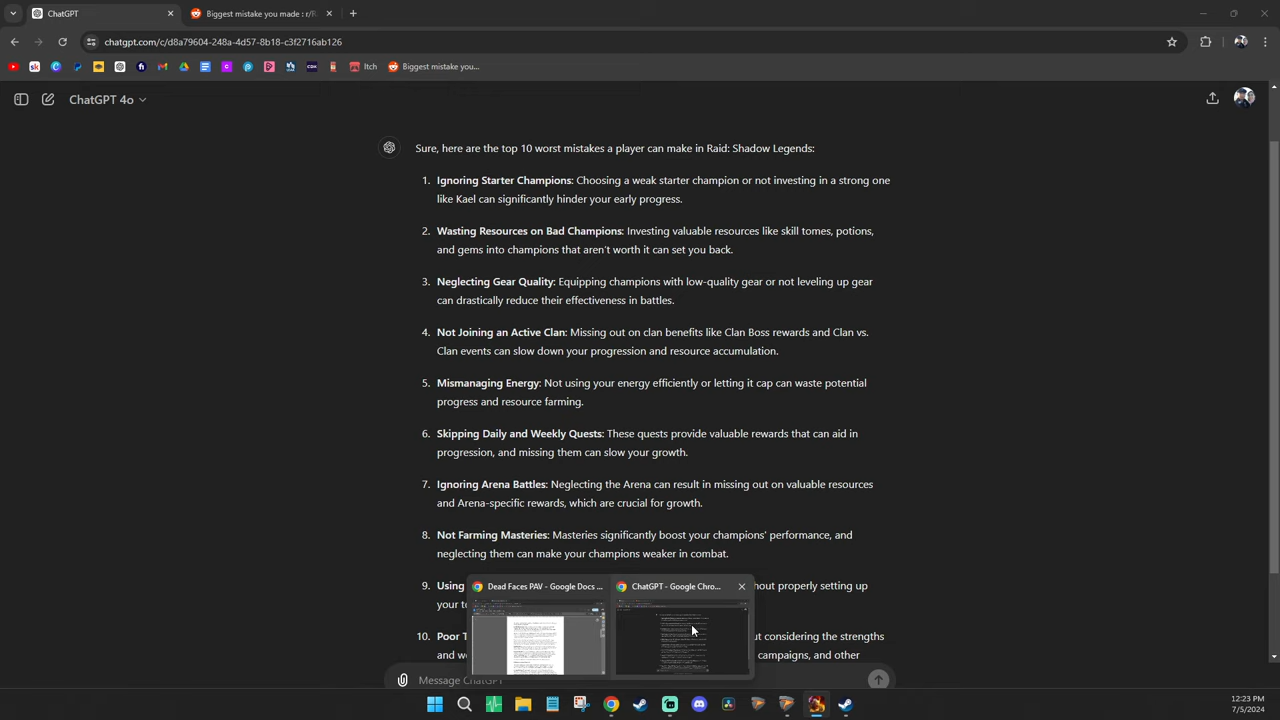 ChatGPT
Biggest mistake you made : r/R
chatgpt.com/c/d8a79604-248a-4d57-8b18-c3f2716ab126
Itch
Biggest mistake you...
ChatGPT 4o
Sure, here are the top 10 worst mistakes a player can make in Raid: Shadow Legends:
1. Ignoring Starter Champions: Choosing a weak starter champion or not investing in a strong one
like Kael can significantly hinder your early progress.
2. Wasting Resources on Bad Champions: Investing valuable resources like skill tomes, potions,
and gems into champions that aren't worth it can set you back.
3. Neglecting Gear Quality: Equipping champions with low-quality gear or not leveling up gear
can drastically reduce their effectiveness in battles.
4. Not Joining an Active Clan: Missing out on clan benefits like Clan Boss rewards and Clan vs.
Clan events can slow down your progression and resource accumulation.
5. Mismanaging Energy: Not using your energy efficiently or letting it cap can waste potential
progress and resource farming.
6. Skipping Daily and Weekly Quests: These quests provide valuable rewards that can aid in
progression, and missing them can slow your growth.
7. Ignoring Arena Battles: Neglecting the Arena can result in missing out on valuable resources
and Arena-specific rewards, which are crucial for growth.
8. Not Farming Masteries: Masteries significantly boost your champions' performance, and
neglecting them can make your champions weaker in combat.
9. Using hout properly setting up
your t
Dead Faces PAV - Google Docs ...
ChatGPT - Google Chro...
10. Poor ut considering the strengths
and w campaigns, and other
Message ChatGPT
12:23 PM
7/5/2024